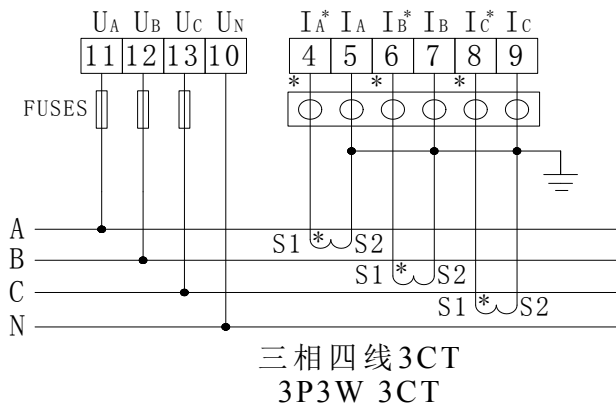 UA UB UC UN IA* IA IB* IB IC* IC
11 12 13 10 4 5 6 7 8 9
* * *
FUSES
A
S1 * S2
B
S1 * S2
C
S1 * S2
N
三相四线3CT
3P3W 3CT